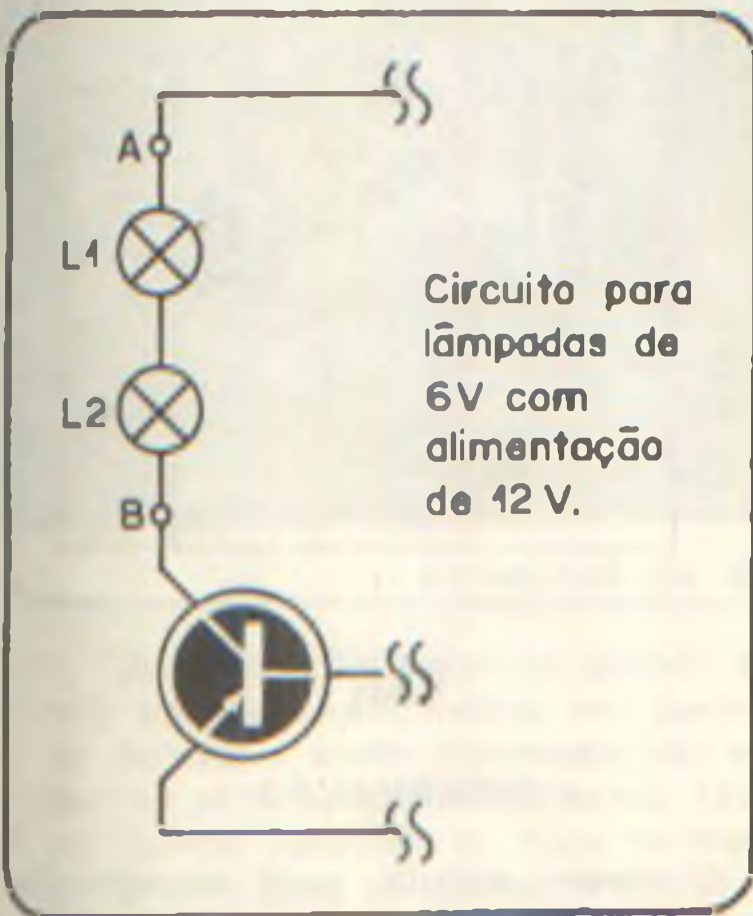 A
L1
L2
B
Circuito para
lâmpadas de
6V com
alimentação
de 12 V.